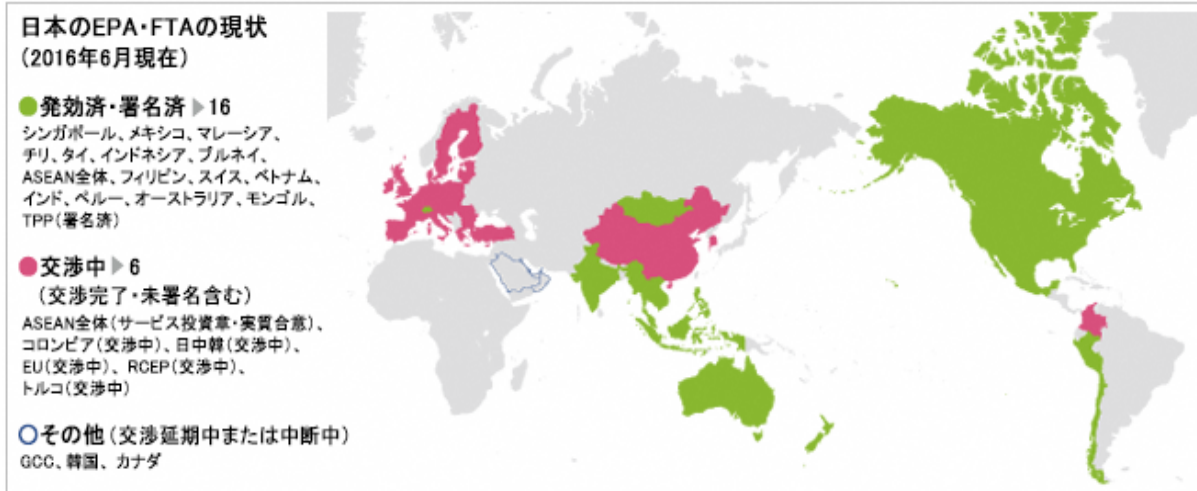 日本のEPA・FTAの現状
(2016年6月現在)
●発効済・署名済▶16
シンガポール、メキシコ、マレーシア、
チリ、タイ、インドネシア、ブルネイ、
ASEAN全体、フィリピン、スイス、ベトナム、
インド、ペルー、オーストラリア、モンゴル、
TPP(署名済)
●交渉中▶6
(交渉完了・未署名含む)
ASEAN全体(サービス投資章・実質合意)、
コロンビア(交渉中)、日中韓(交渉中)、
EU(交渉中)、RCEP(交渉中)、
トルコ(交渉中)
○その他(交渉延期中または中断中)
GCC、韓国、カナダ